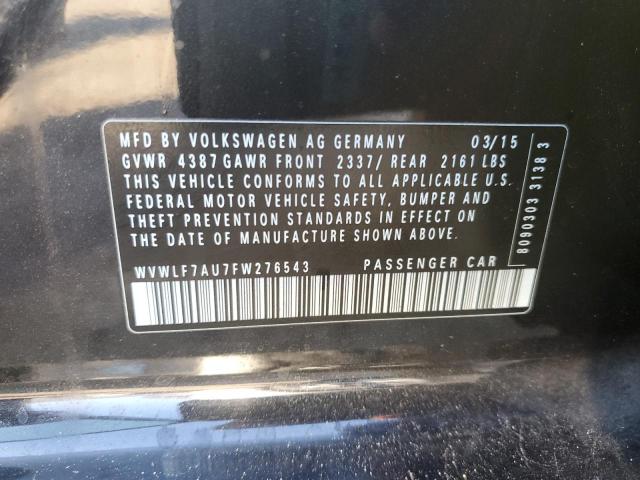 MFD BY VOLKSWAGEN AG GERMANY 03/15
GVWR 4387 GAWR FRONT 2337/ REAR 2161 LBS
THIS VEHICLE CONFORMS TO ALL APPLICABLE U.S.
FEDERAL MOTOR VEHICLE SAFETY, BUMPER AND
THEFT PREVENTION STANDARDS IN EFFECT ON
THE DATE OF MANUFACTURE SHOWN ABOVE.
WVWLF7AU7FW276543 PASSENGER CAR
8090303 3138 3